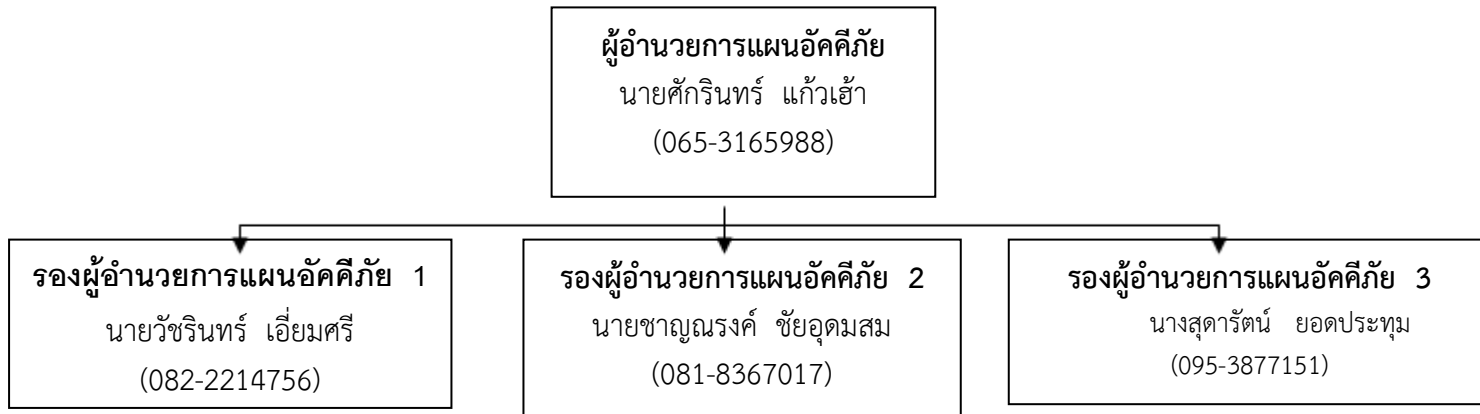 ผู้อำนวยการแผนอัคคีภัย
นายศักรินทร์ แก้วเฮ้า
(065-3165988)
รองผู้อำนวยการแผนอัคคีภัย 1
นายวัชรินทร์ เอี่ยมศรี
(082-2214756)
รองผู้อำนวยการแผนอัคคีภัย 2
นายชาญณรงค์ ชัยอุดมสม
(081-8367017)
รองผู้อำนวยการแผนอัคคีภัย 3
นางสุดารัตน์ ยอดประทุม
(095-3877151)